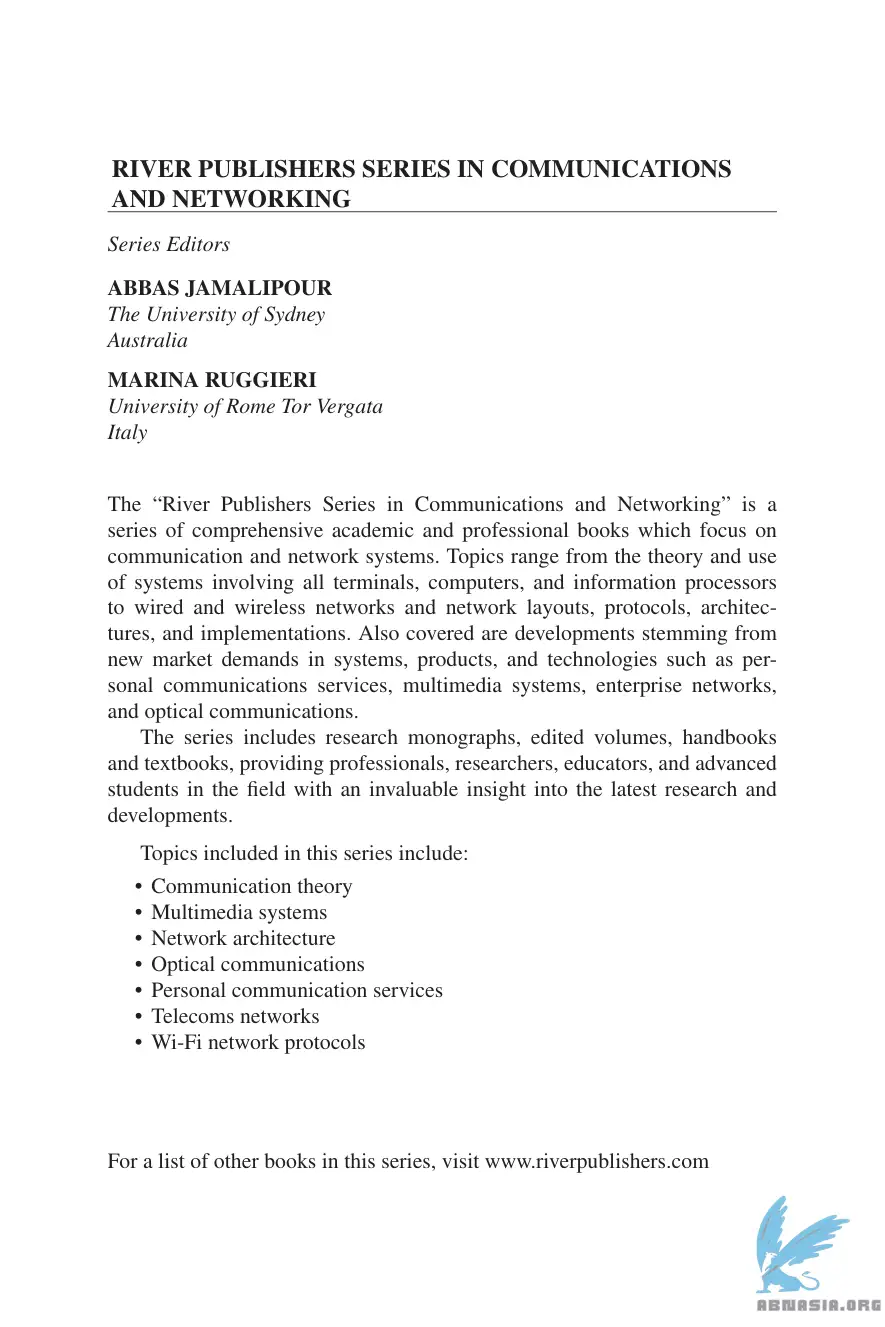 RIVER PUBLISHERS SERIES IN COMMUNICATIONS
AND NETWORKING
Series Editors
ABBAS JAMALIPOUR
The University of Sydney
Australia
MARINA RUGGIERI
University of Rome Tor Vergata
Italy
The “River Publishers Series in Communications and Networking” is a
series of comprehensive academic and professional books which focus on
communication and network systems. Topics range from the theory and use
of systems involving all terminals, computers, and information processors
to wired and wireless networks and network layouts, protocols, architec-
tures, and implementations. Also covered are developments stemming from
new market demands in systems, products, and technologies such as per-
sonal communications services, multimedia systems, enterprise networks,
and optical communications.
The series includes research monographs, edited volumes, handbooks
and textbooks, providing professionals, researchers, educators, and advanced
students in the field with an invaluable insight into the latest research and
developments.
Topics included in this series include:
• Communication theory
• Multimedia systems
• Network architecture
• Optical communications
• Personal communication services
• Telecoms networks
• Wi-Fi network protocols
For a list of other books in this series, visit www.riverpublishers.com
ABNASIA.ORG